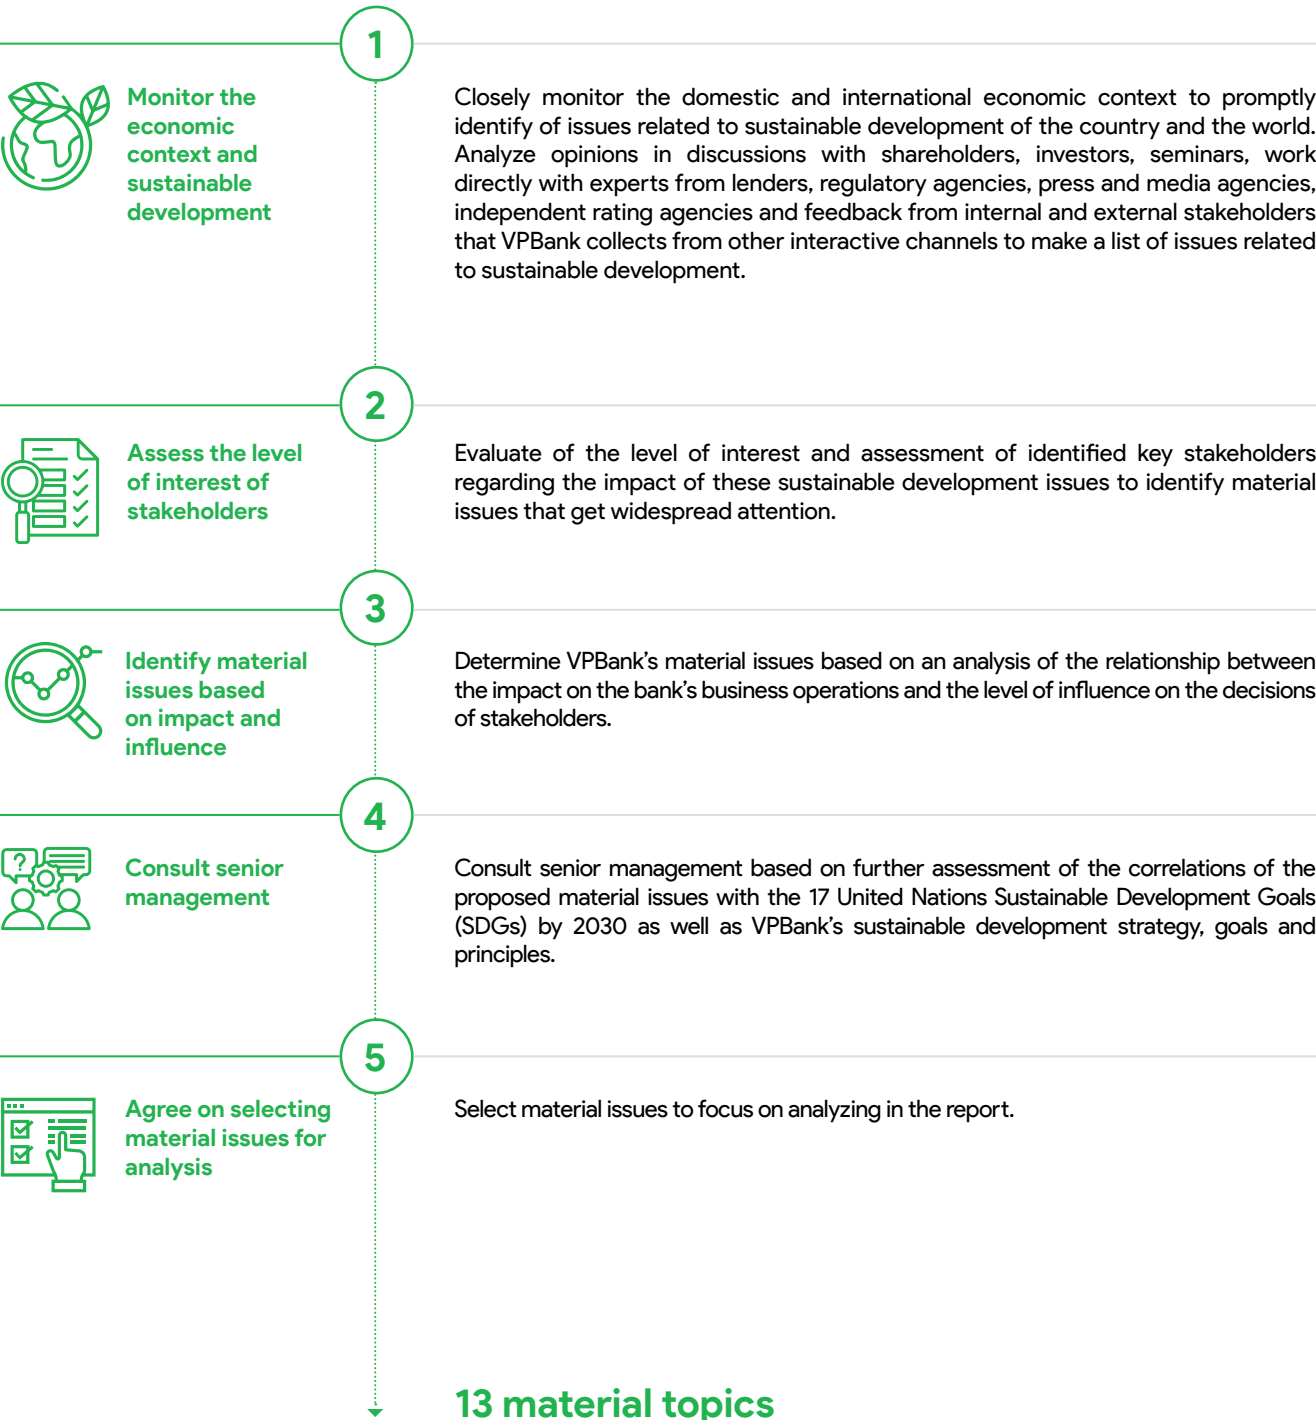 1
Monitor the
economic
context and
sustainable
development
Closely monitor the domestic and international economic context to promptly
identify of issues related to sustainable development of the country and the world.
Analyze opinions in discussions with shareholders, investors, seminars, work
directly with experts from lenders, regulatory agencies, press and media agencies,
independent rating agencies and feedback from internal and external stakeholders
that VPBank collects from other interactive channels to make a list of issues related
to sustainable development.
2
Assess the level
of interest of
stakeholders
Evaluate of the level of interest and assessment of identified key stakeholders
regarding the impact of these sustainable development issues to identify material
issues that get widespread attention.
3
Identify material
issues based
on impact and
influence
Determine VPBank's material issues based on an analysis of the relationship between
the impact on the bank's business operations and the level of influence on the decisions
of stakeholders.
4
?
Consult senior
management
Consult senior management based on further assessment of the correlations of the
proposed material issues with the 17 United Nations Sustainable Development Goals
(SDGs) by 2030 as well as VPBank's sustainable development strategy, goals and
principles.
5
Agree on selecting
material issues for
analysis
Select material issues to focus on analyzing in the report.
13 material topics